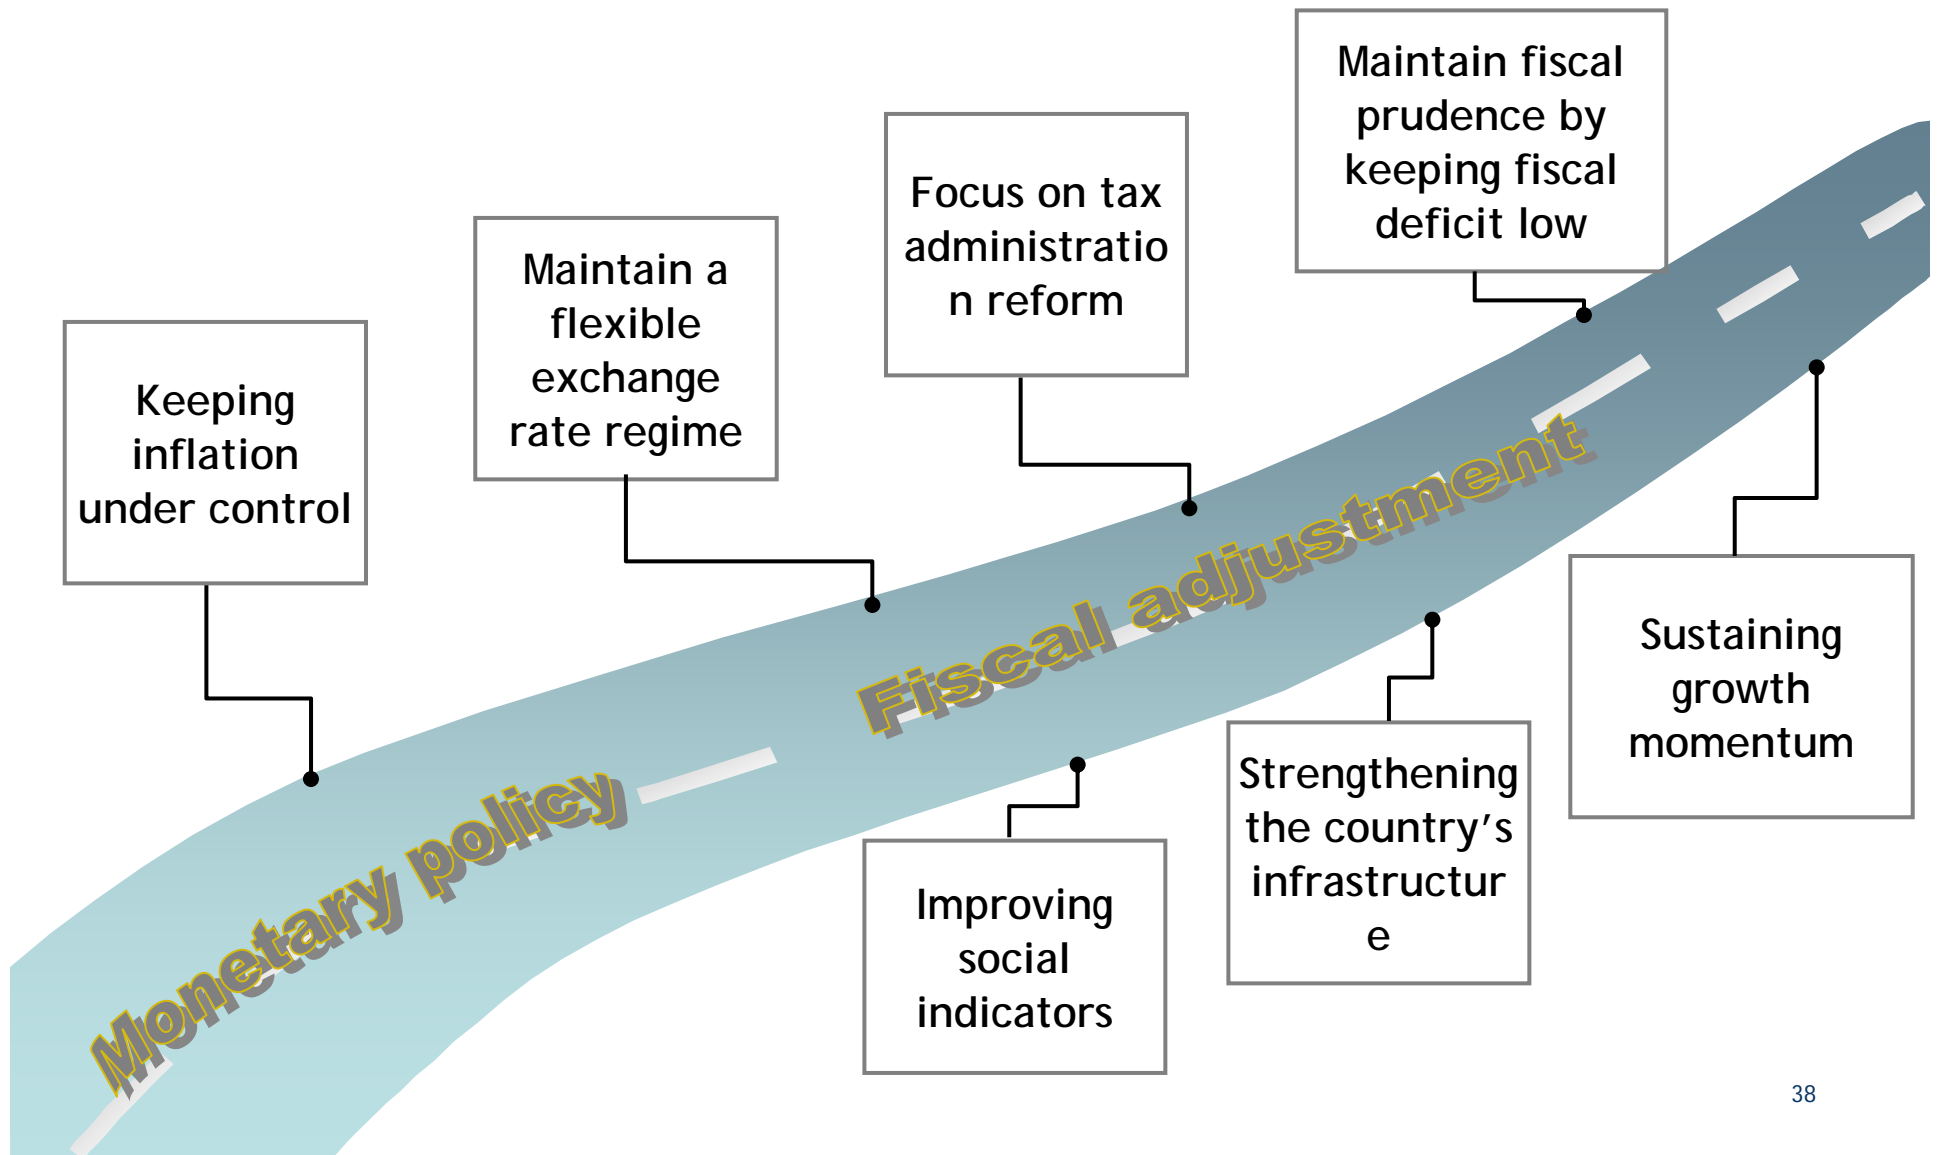 Maintain fiscal
prudence by
keeping fiscal
deficit low
Focus on tax
administratio
n reform
Maintain a
flexible
exchange
rate regime
Keeping
inflation
under control
Fiscal adjustment
Monetary policy
Sustaining
growth
momentum
Strengthening
the country’s
infrastructur
e
Improving
social
indicators
38